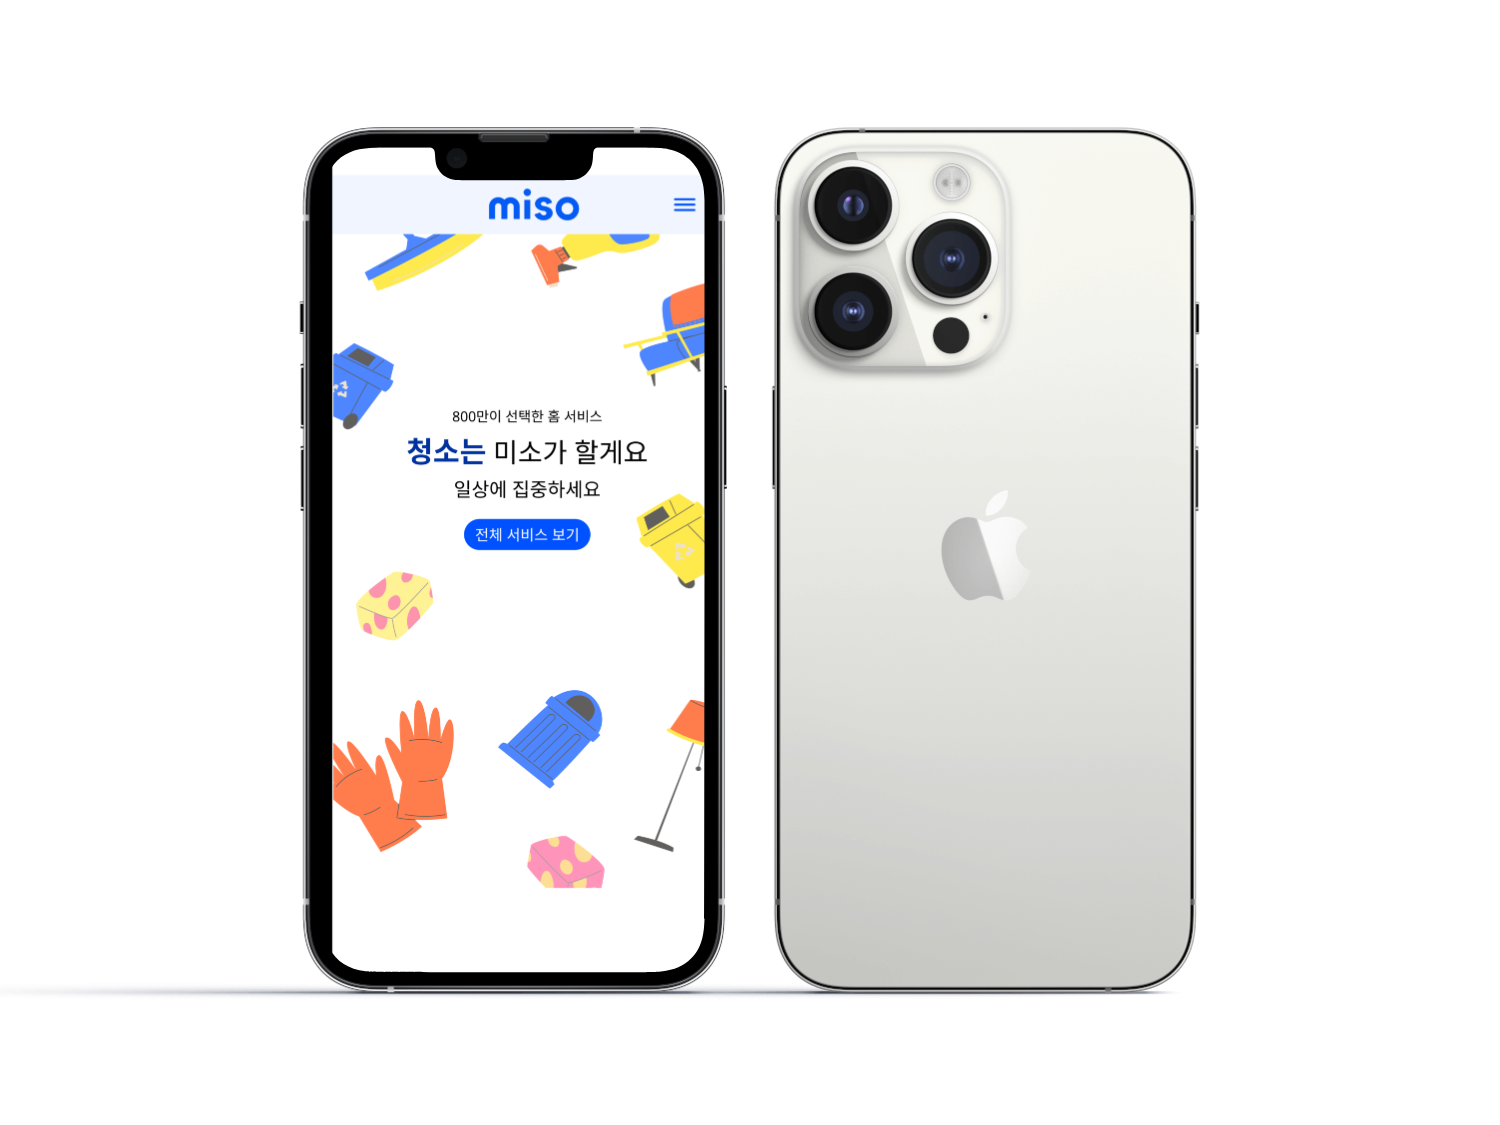 miso
800만이 선택한 홈 서비스
청소는 미소가 할게요
일상에 집중하세요
전체 서비스 보기